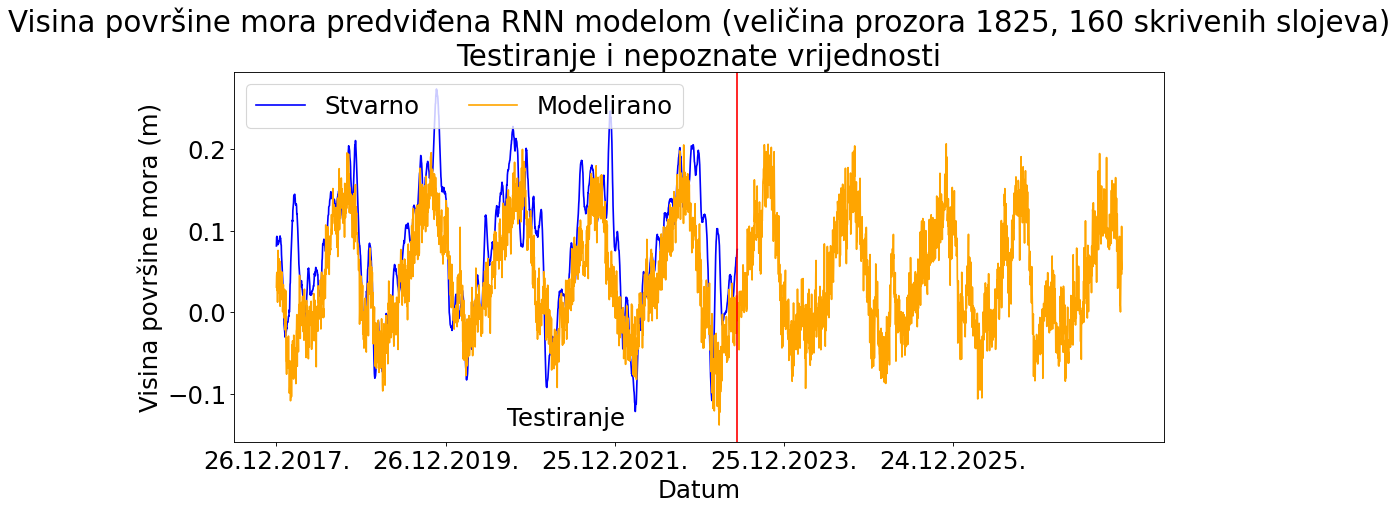 Visina površine mora predviđena RNN modelom (veličina prozora 1825, 160 skrivenih slojeva)
Testiranje i nepoznate vrijednosti
Stvarno Modelirano
Visina površine mora (m)
0.2
0.1
0.0
−0.1
Testiranje
26.12.2017. 26.12.2019. 25.12.2021. 25.12.2023. 24.12.2025.
Datum